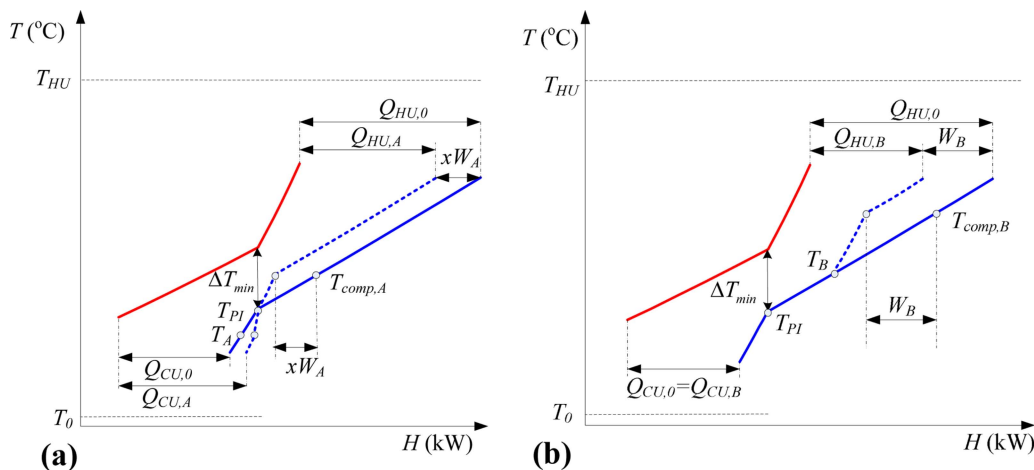 T (°C)
T_HU
Q_HU,0
Q_HU,A
xW_A
T_comp,A
ΔT_min
T_PI
T_A
xW_A
Q_CU,0
Q_CU,A
T_0
H (kW)
(a)
T (°C)
T_HU
Q_HU,0
Q_HU,B
W_B
T_comp,B
T_B
ΔT_min
T_PI
W_B
Q_CU,0=Q_CU,B
T_0
H (kW)
(b)